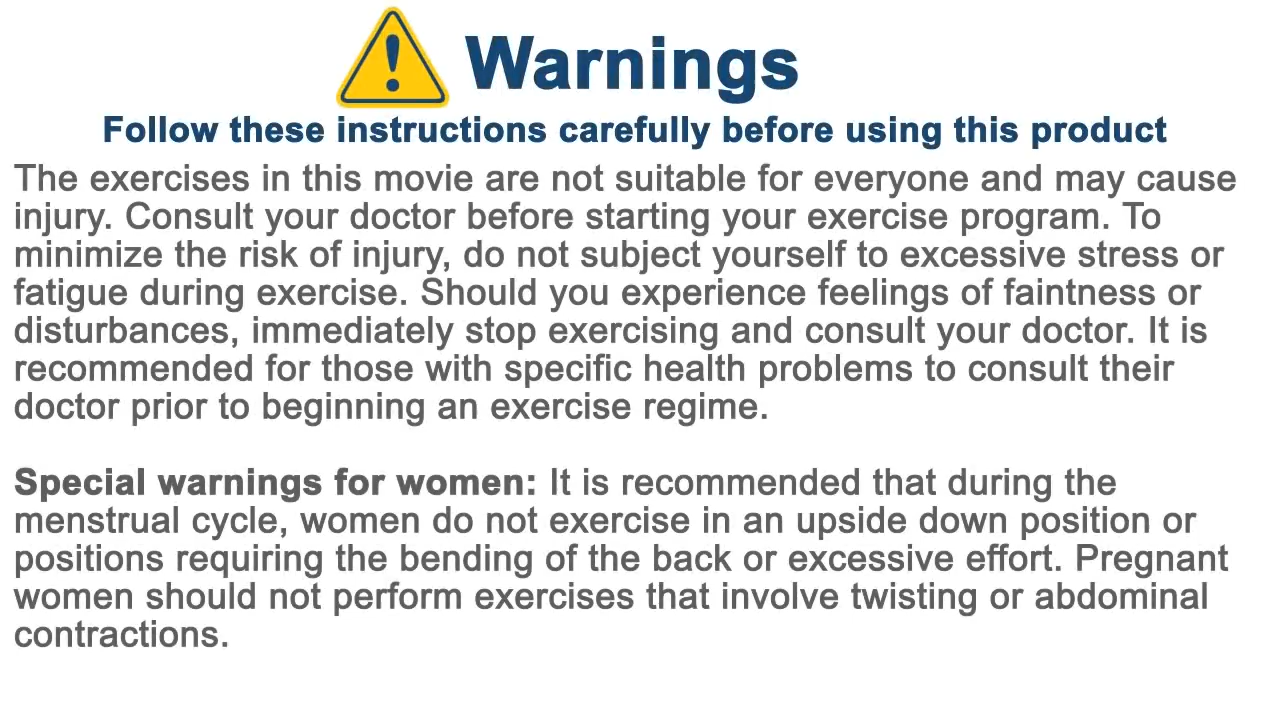 Warnings
Follow these instructions carefully before using this product
The exercises in this movie are not suitable for everyone and may cause
injury. Consult your doctor before starting your exercise program. To
minimize the risk of injury, do not subject yourself to excessive stress or
fatigue during exercise. Should you experience feelings of faintness or
disturbances, immediately stop exercising and consult your doctor. It is
recommended for those with specific health problems to consult their
doctor prior to beginning an exercise regime.
Special warnings for women: It is recommended that during the
menstrual cycle, women do not exercise in an upside down position or
positions requiring the bending of the back or excessive effort. Pregnant
women should not perform exercises that involve twisting or abdominal
contractions.